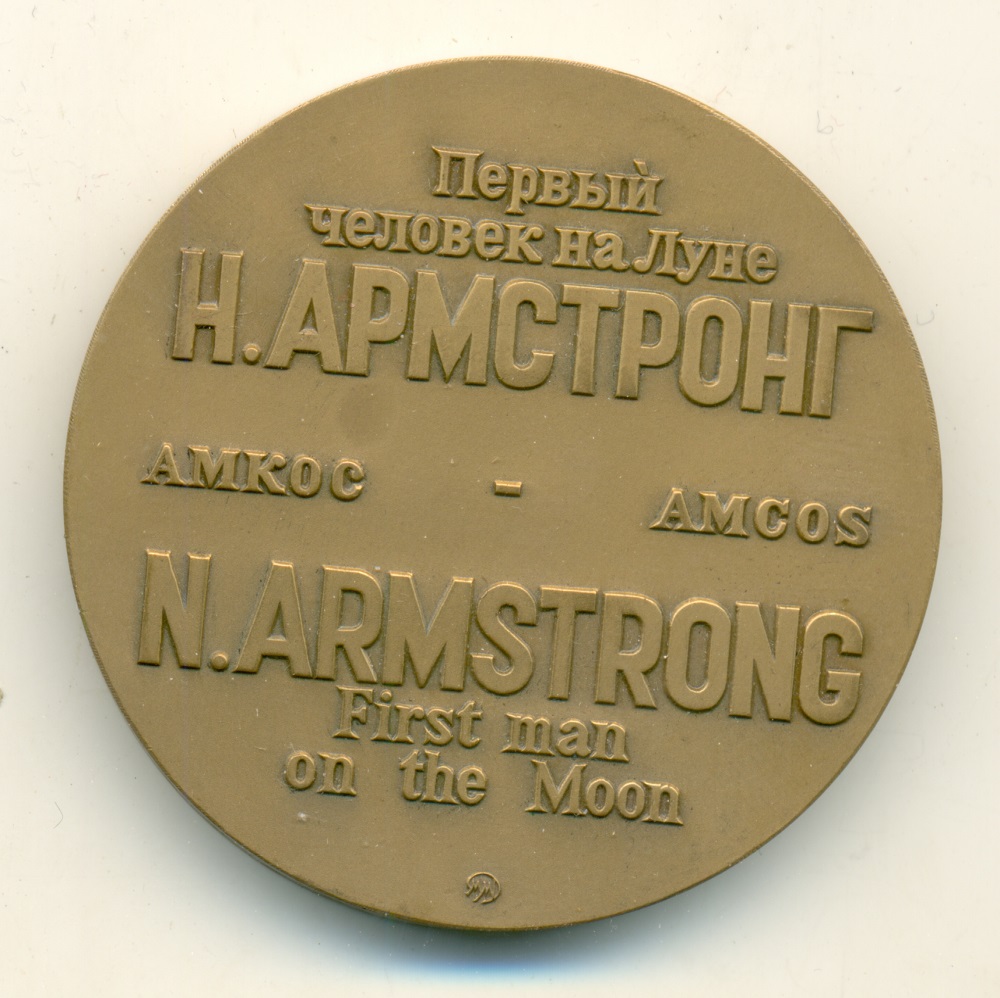 Первый
человек на Луне
Н.АРМСТРОНГ
АМКОС - AMCOS
N.ARMSTRONG
First man
on the Moon